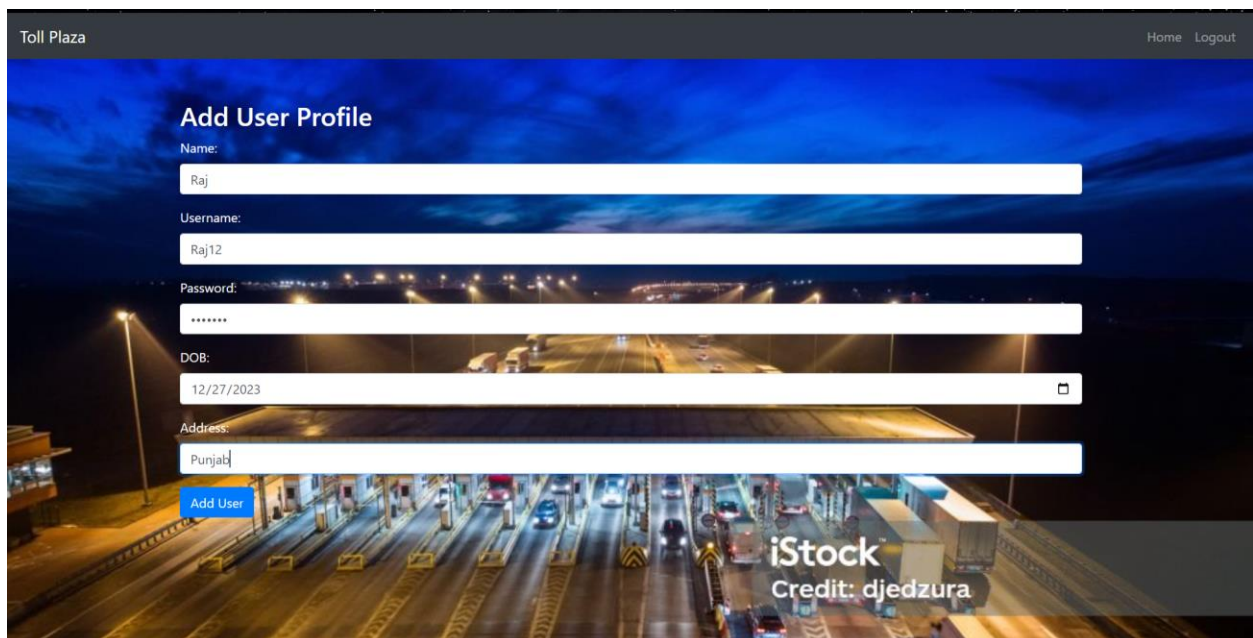 Toll Plaza
Home Logout
Add User Profile
Name:
Raj
Username:
Raj12
Password:
•••••••
DOB:
12/27/2023
Address:
Punjab
Add User
iStock™
Credit: djedzura